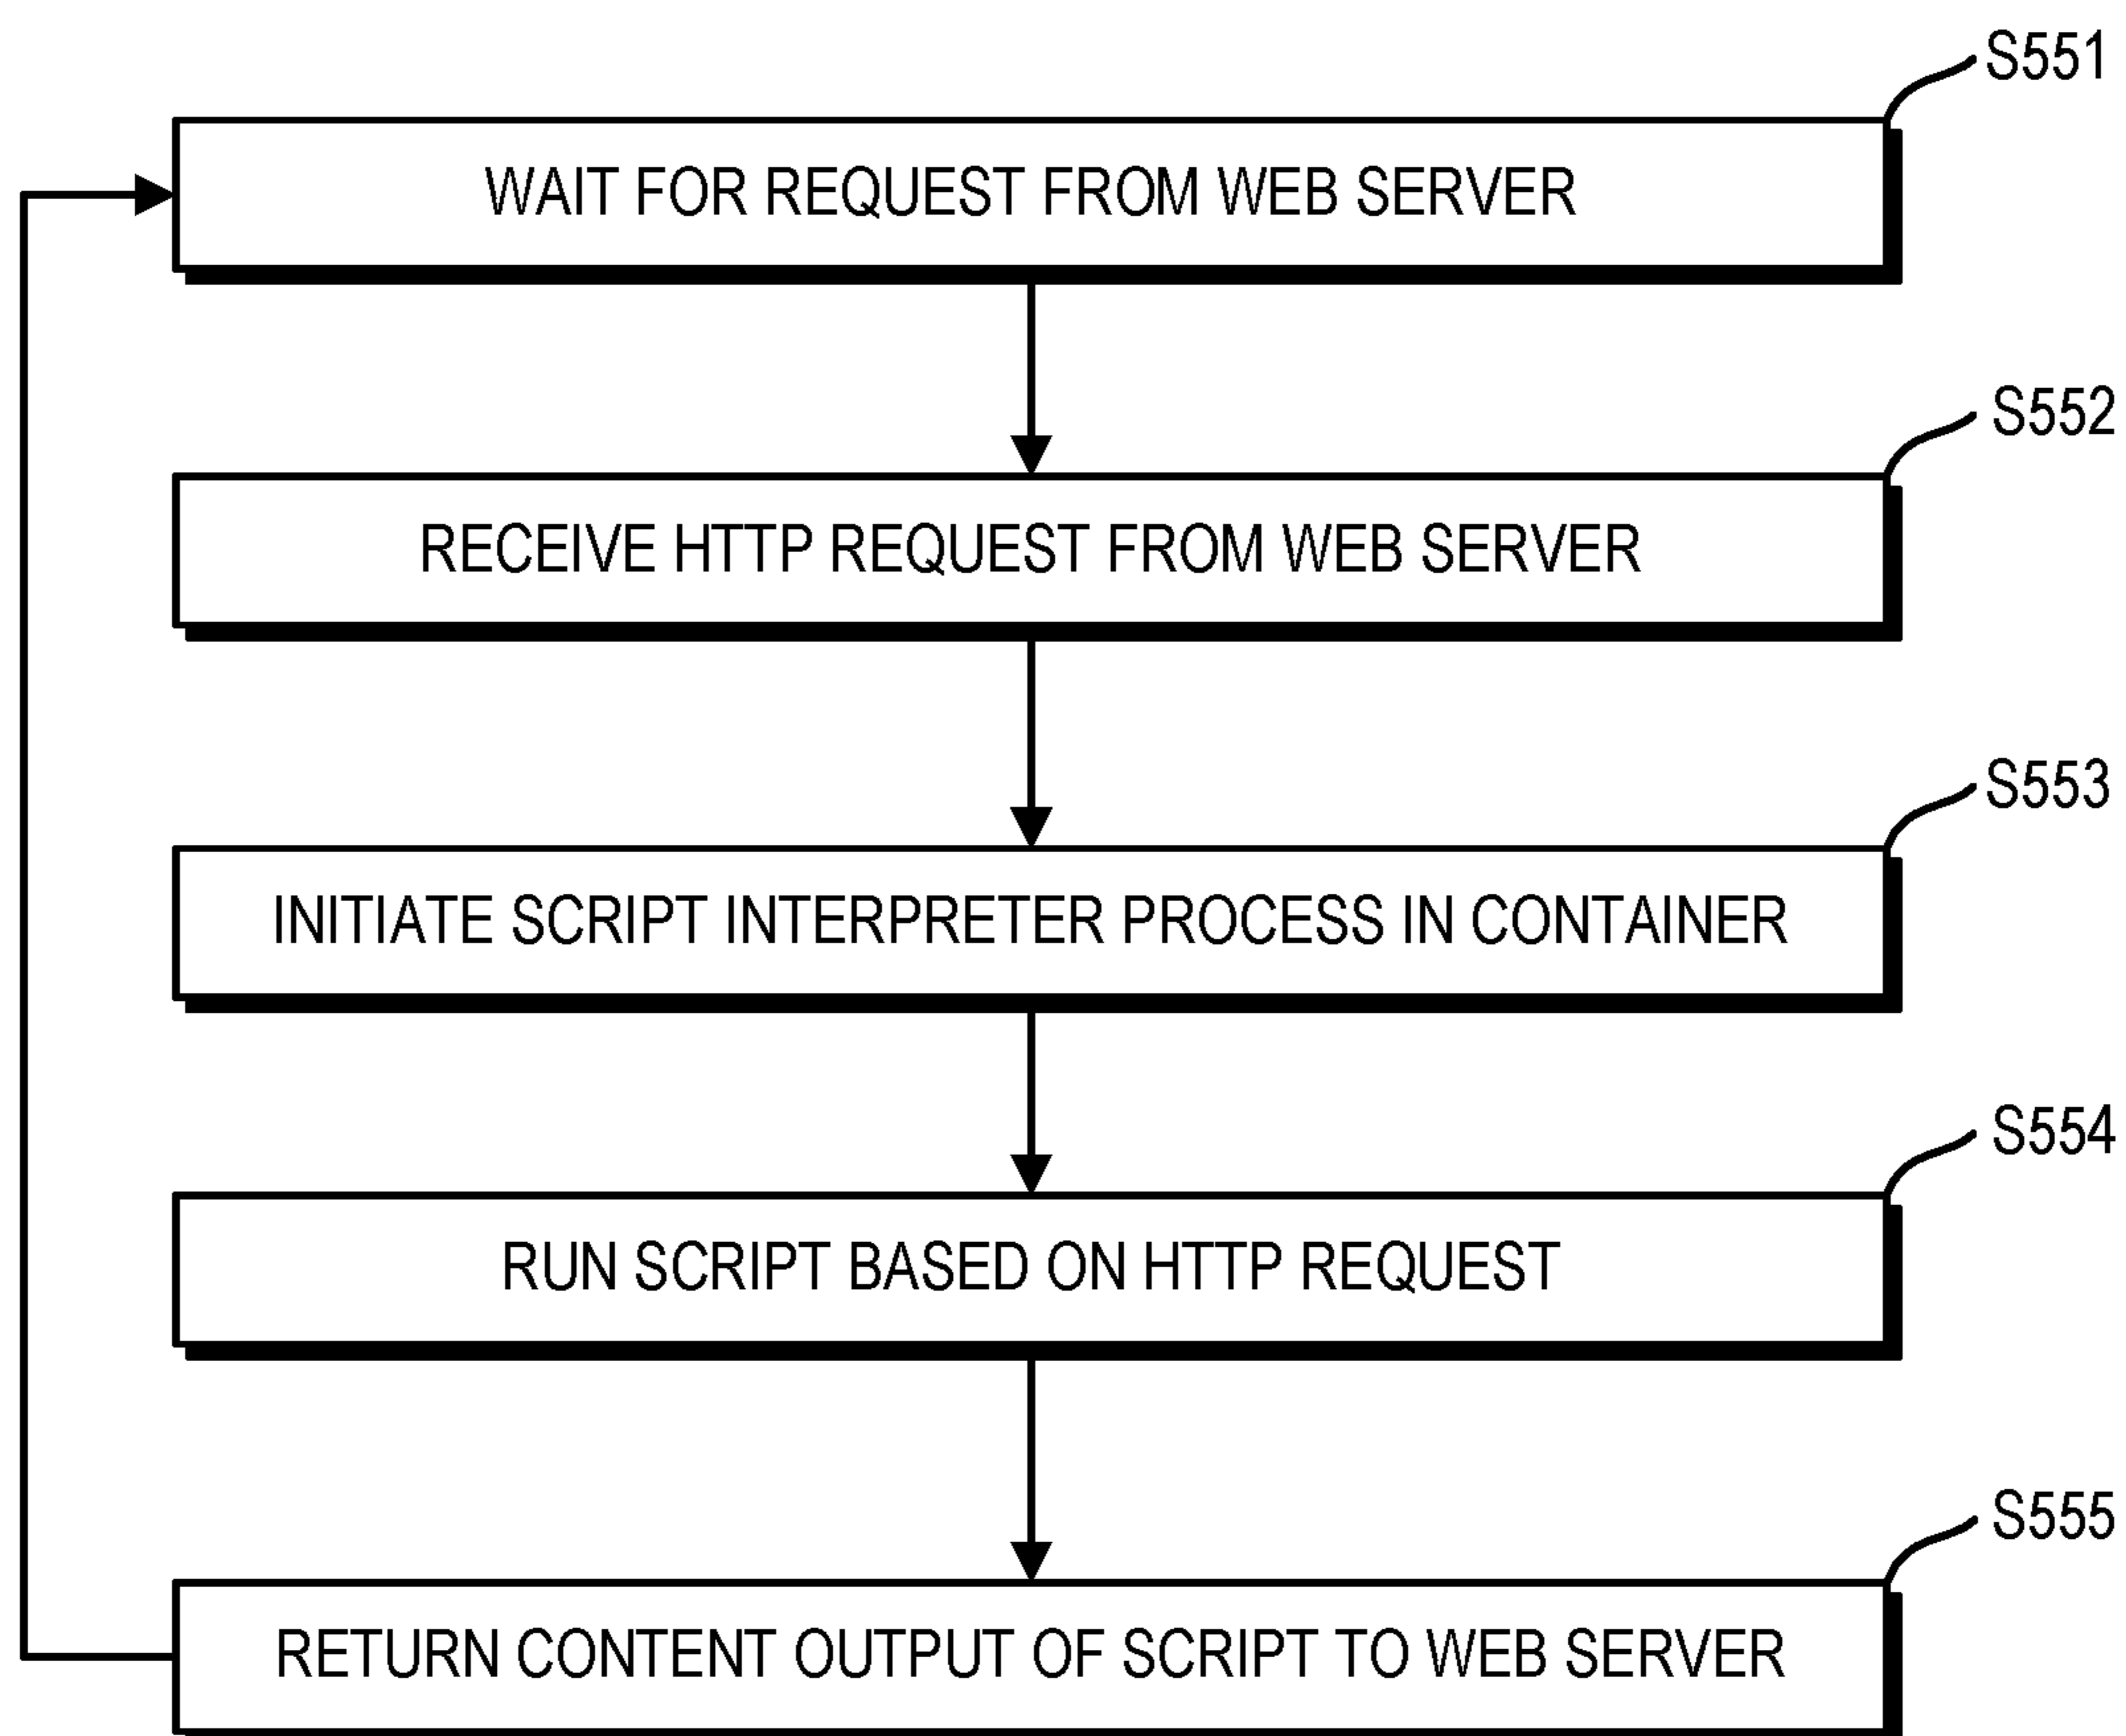 S551
WAIT FOR REQUEST FROM WEB SERVER
S552
RECEIVE HTTP REQUEST FROM WEB SERVER
S553
INITIATE SCRIPT INTERPRETER PROCESS IN CONTAINER
S554
RUN SCRIPT BASED ON HTTP REQUEST
S555
RETURN CONTENT OUTPUT OF SCRIPT TO WEB SERVER